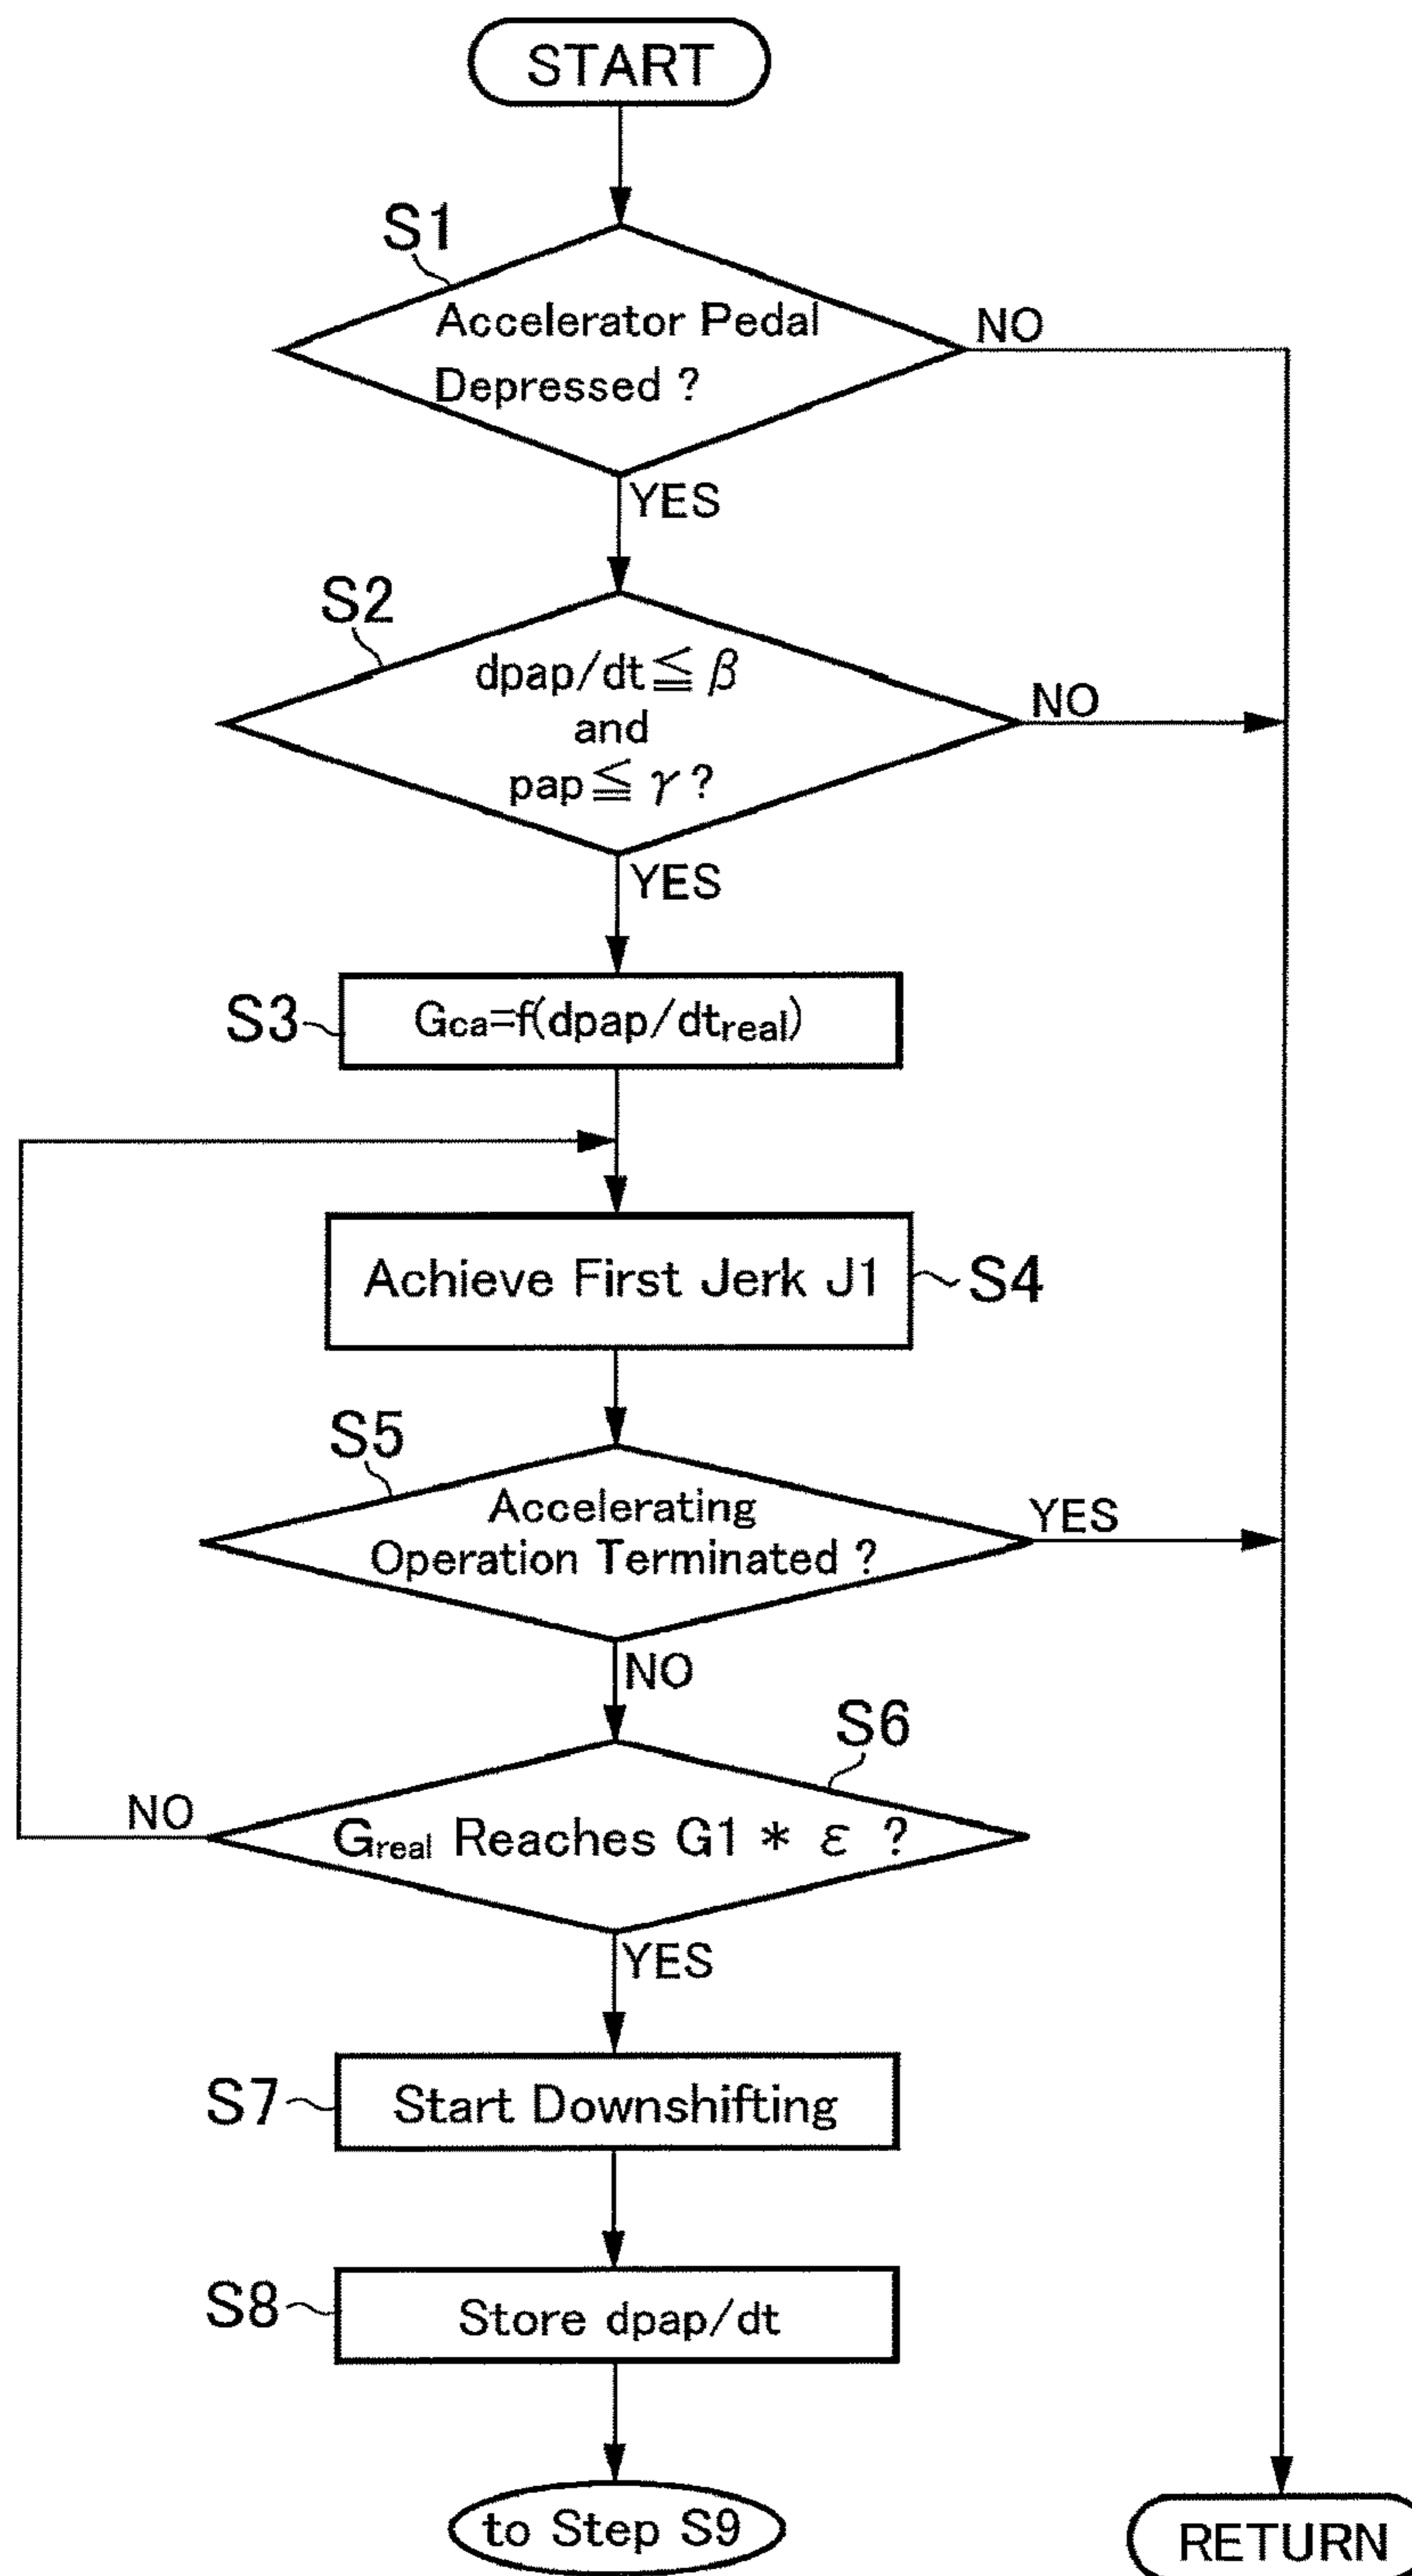 START
S1
Accelerator Pedal
Depressed ?
NO
YES
S2
dpap/dt≦β
and
pap≦γ?
NO
YES
S3
Gca=f(dpap/dtreal)
Achieve First Jerk J1
S4
S5
Accelerating
Operation Terminated ?
YES
NO
S6
NO
Greal Reaches G1 * ε ?
YES
S7
Start Downshifting
S8
Store dpap/dt
to Step S9
RETURN